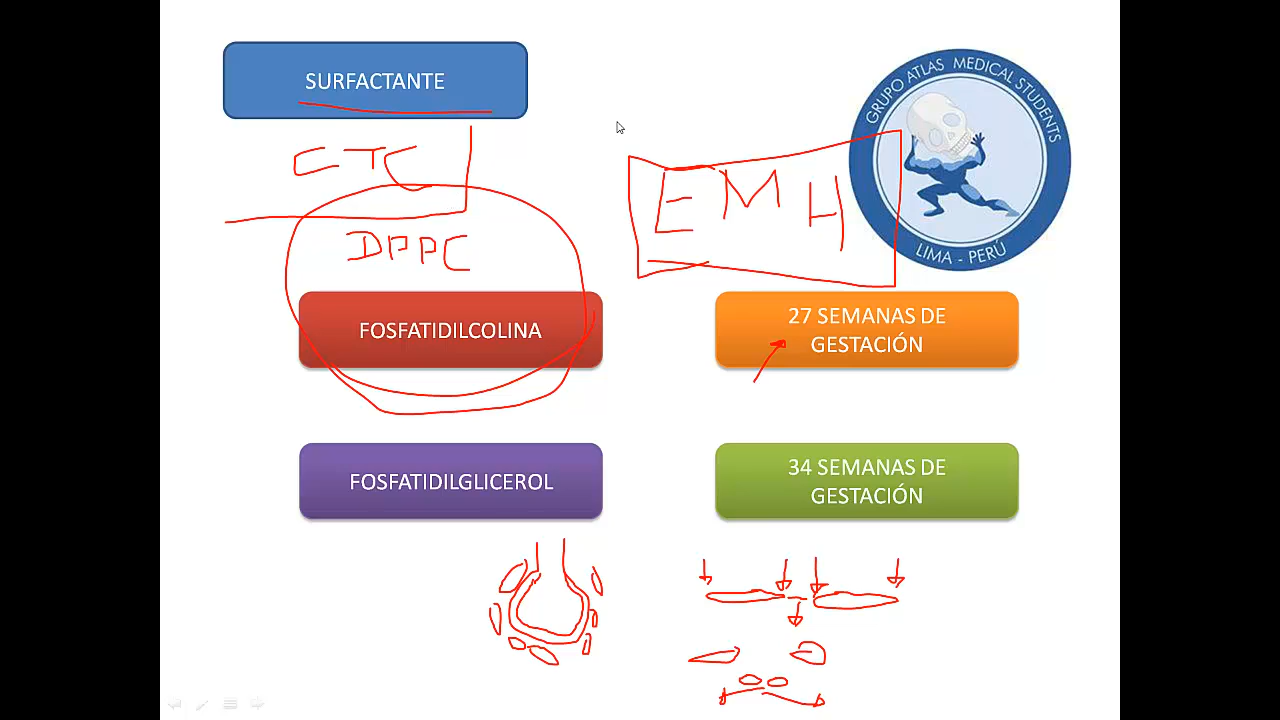 SURFACTANTE
GRUPO ATLAS MEDICAL STUDENTS
LIMA - PERÚ
CTC
EMH
DPPC
FOSFATIDILCOLINA
27 SEMANAS DE
GESTACIÓN
FOSFATIDILGLICEROL
34 SEMANAS DE
GESTACIÓN